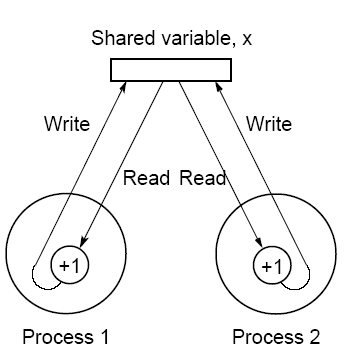 Shared variable, x
Write
Write
Read Read
+1
+1
Process 1
Process 2